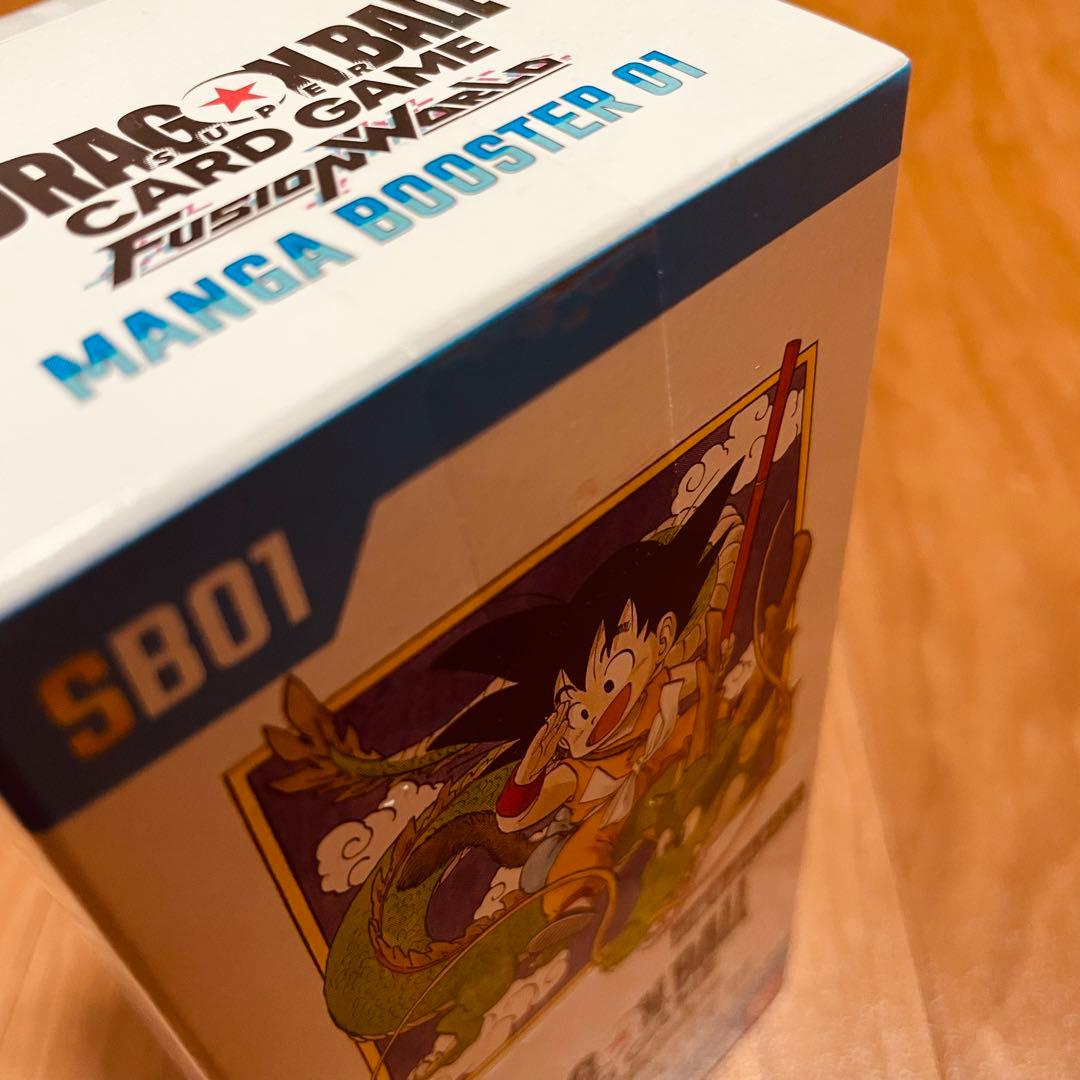 DRAGON BALL
SUPER
CARD GAME
FUSION WORLD
MANGA BOOSTER 01
SB01